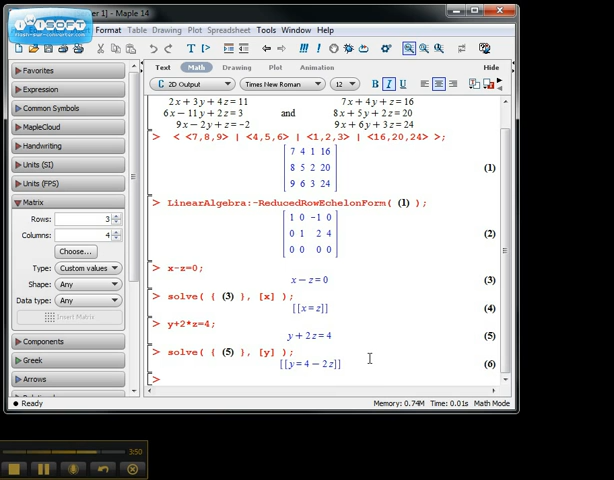 er 1] - Maple 14
iWiSOFT
flash-our-converter.com
Format Table Drawing Plot Tools Window Help
Text Math Drawing Plot Animation Hide
2D Output Times New Roman 12 B I U
Favorites
Expression
Common Symbols
MapleCloud
Handwriting
Units (SI)
Units (FPS)
Matrix
Rows: 3
Columns: 4
Choose...
Type: Custom values
Shape: Any
Data type: Any
Insert Matrix
Components
Greek
Arrows
2x+3y+4z=11 7x+4y+z=16
6x-11y+2z=3 and 8x+5y+2z=20
9x-2y+z=-2 9x+6y+3z=24
> < <7,8,9> | <4,5,6> | <1,2,3> | <16,20,24> >;
7 4 1 16
8 5 2 20 (1)
9 6 3 24
> LinearAlgebra:-ReducedRowEchelonForm( (1) );
1 0 -1 0
0 1 2 4 (2)
0 0 0 0
> x-z=0;
x-z=0 (3)
> solve( { (3) }, [x] );
[[x=z]] (4)
> y+2*z=4;
y+2z=4 (5)
> solve( { (5) }, [y] );
[[y=4-2z]] (6)
>
Ready Memory: 0.74M Time: 0.01s Math Mode
3:50